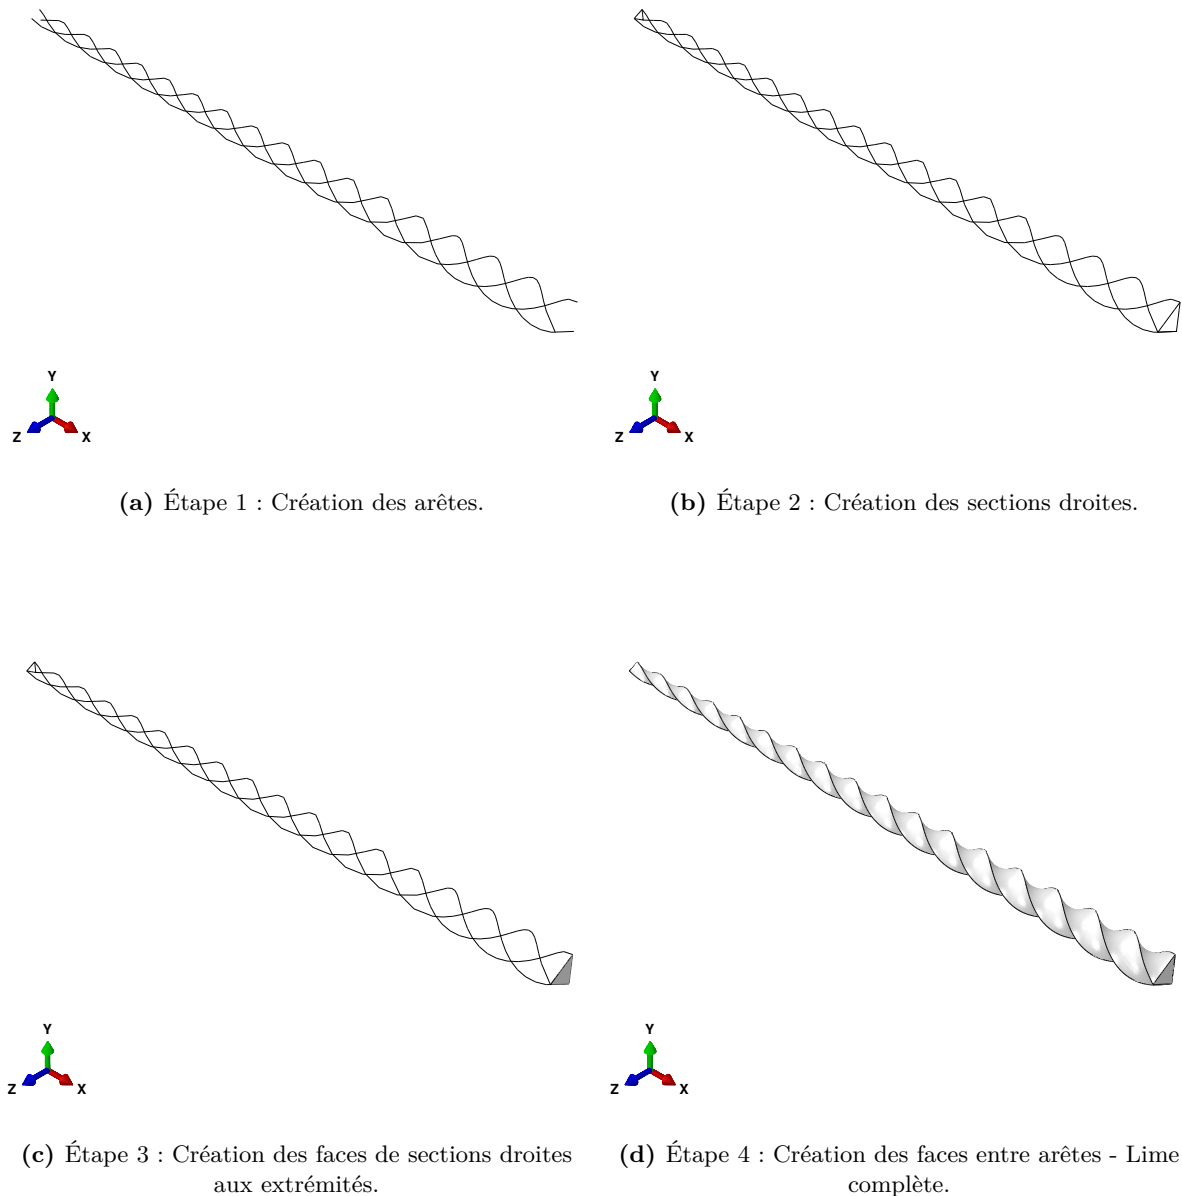 Y
Z
X
Y
Z
X
(a) Étape 1 : Création des arêtes.
(b) Étape 2 : Création des sections droites.
Y
Z
X
Y
Z
X
(c) Étape 3 : Création des faces de sections droites
aux extrémités.
(d) Étape 4 : Création des faces entre arêtes - Lime
complète.